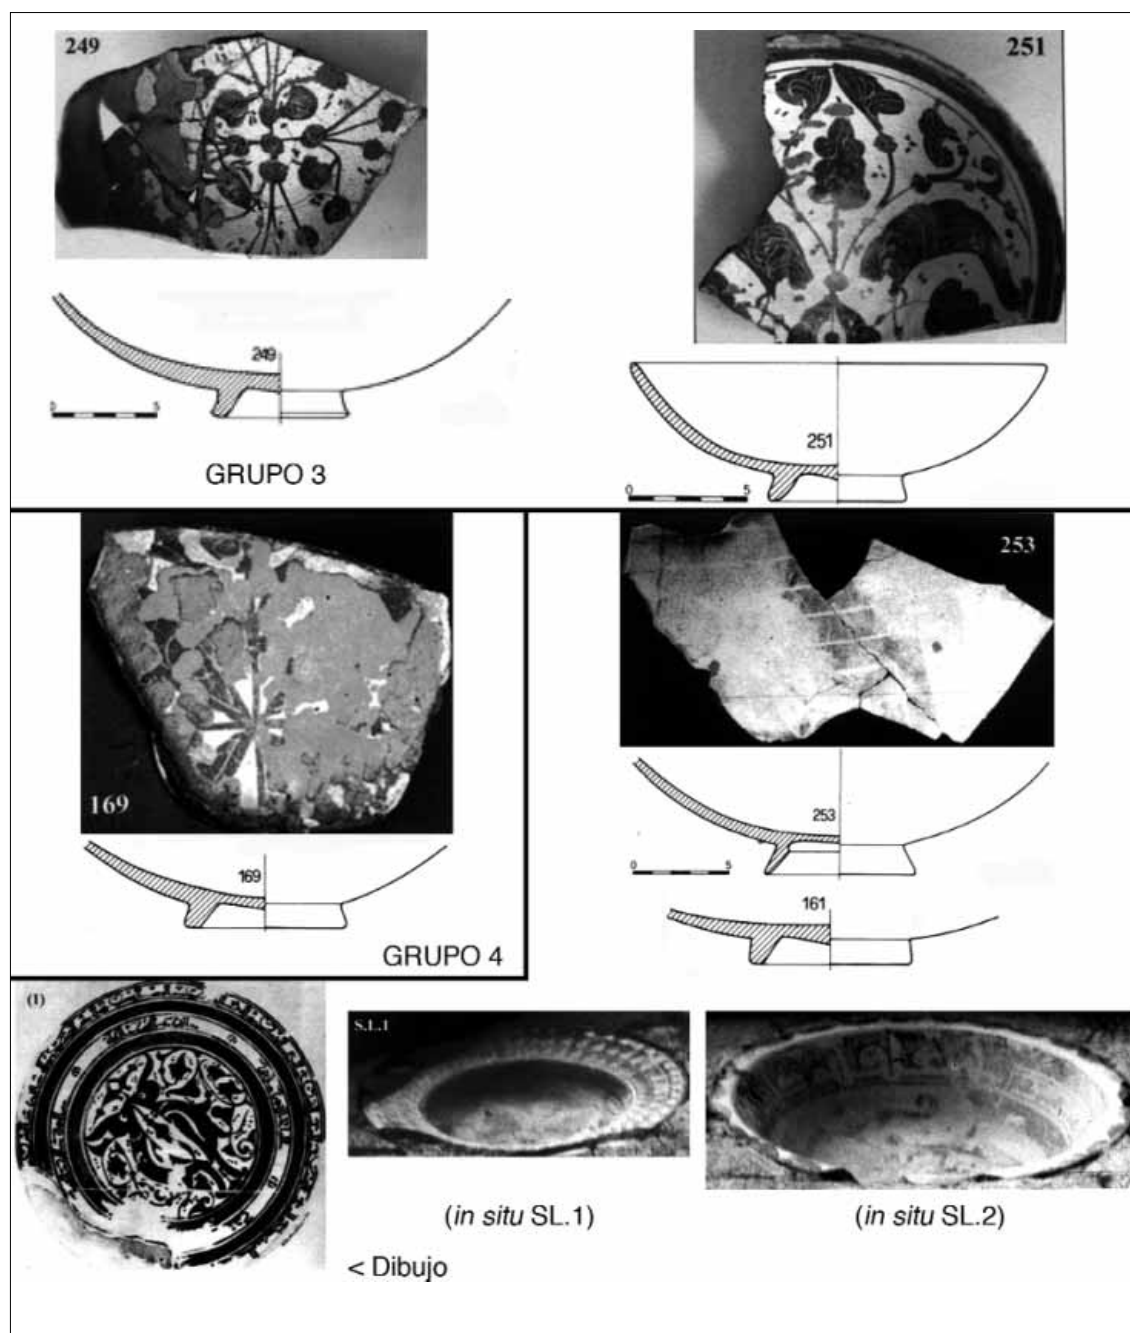 249
251
249
0 5
GRUPO 3
251
0 5
169
253
169
253
0 5
161
GRUPO 4
(1)
S.L.1
(in situ SL.1)
(in situ SL.2)
< Dibujo